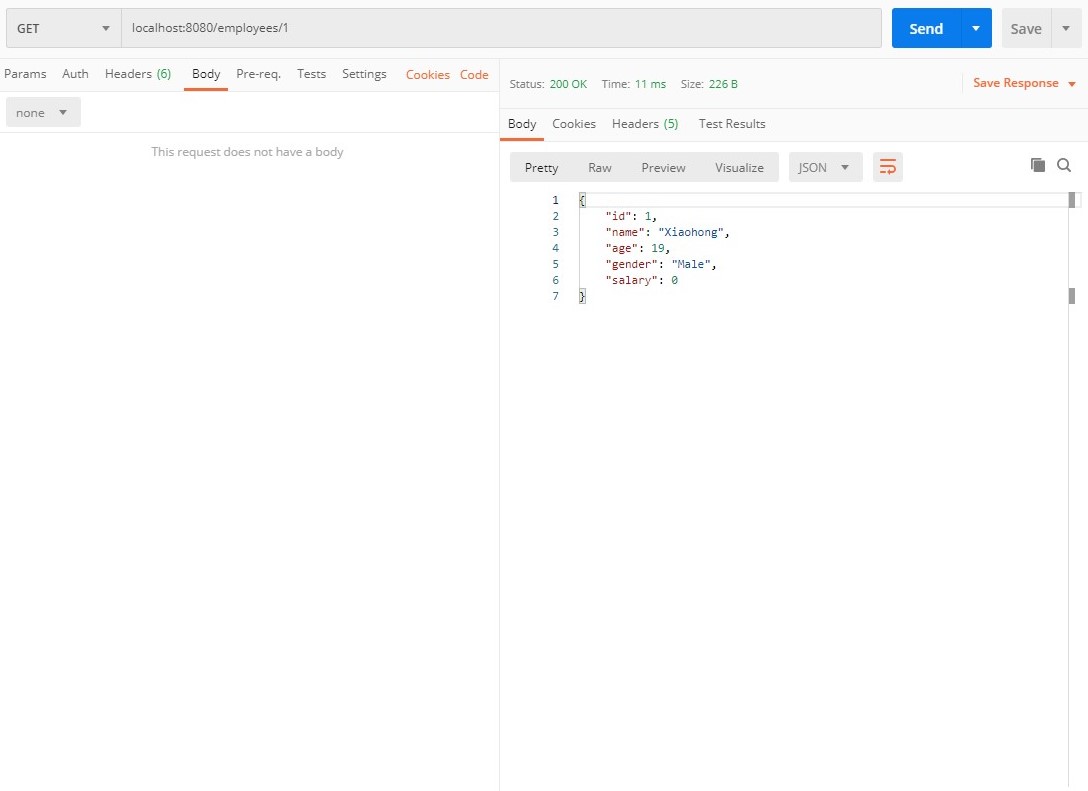 GET localhost:8080/employees/1 Send Save
Params Auth Headers (6) Body Pre-req. Tests Settings Cookies Code
none
This request does not have a body
Status: 200 OK Time: 11 ms Size: 226 B Save Response
Body Cookies Headers (5) Test Results
Pretty Raw Preview Visualize JSON
1 {
2 "id": 1,
3 "name": "Xiaohong",
4 "age": 19,
5 "gender": "Male",
6 "salary": 0
7 }